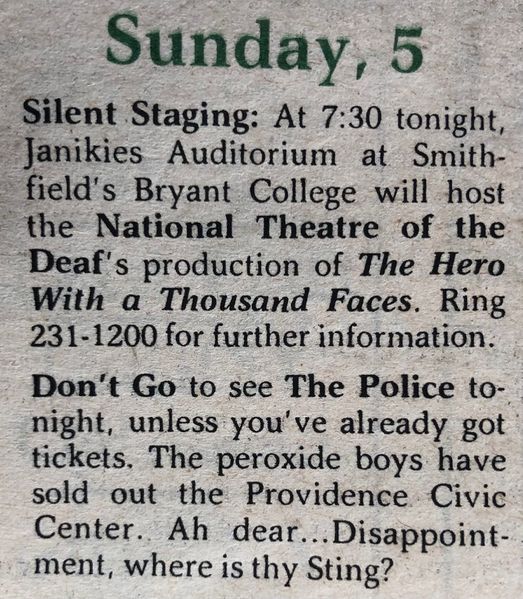 Sunday, 5
Silent Staging: At 7:30 tonight,
Janikies Auditorium at Smith-
field's Bryant College will host
the National Theatre of the
Deaf's production of The Hero
With a Thousand Faces. Ring
231-1200 for further information.
Don't Go to see The Police to-
night, unless you've already got
tickets. The peroxide boys have
sold out the Providence Civic
Center. Ah dear...Disappoint-
ment, where is thy Sting?